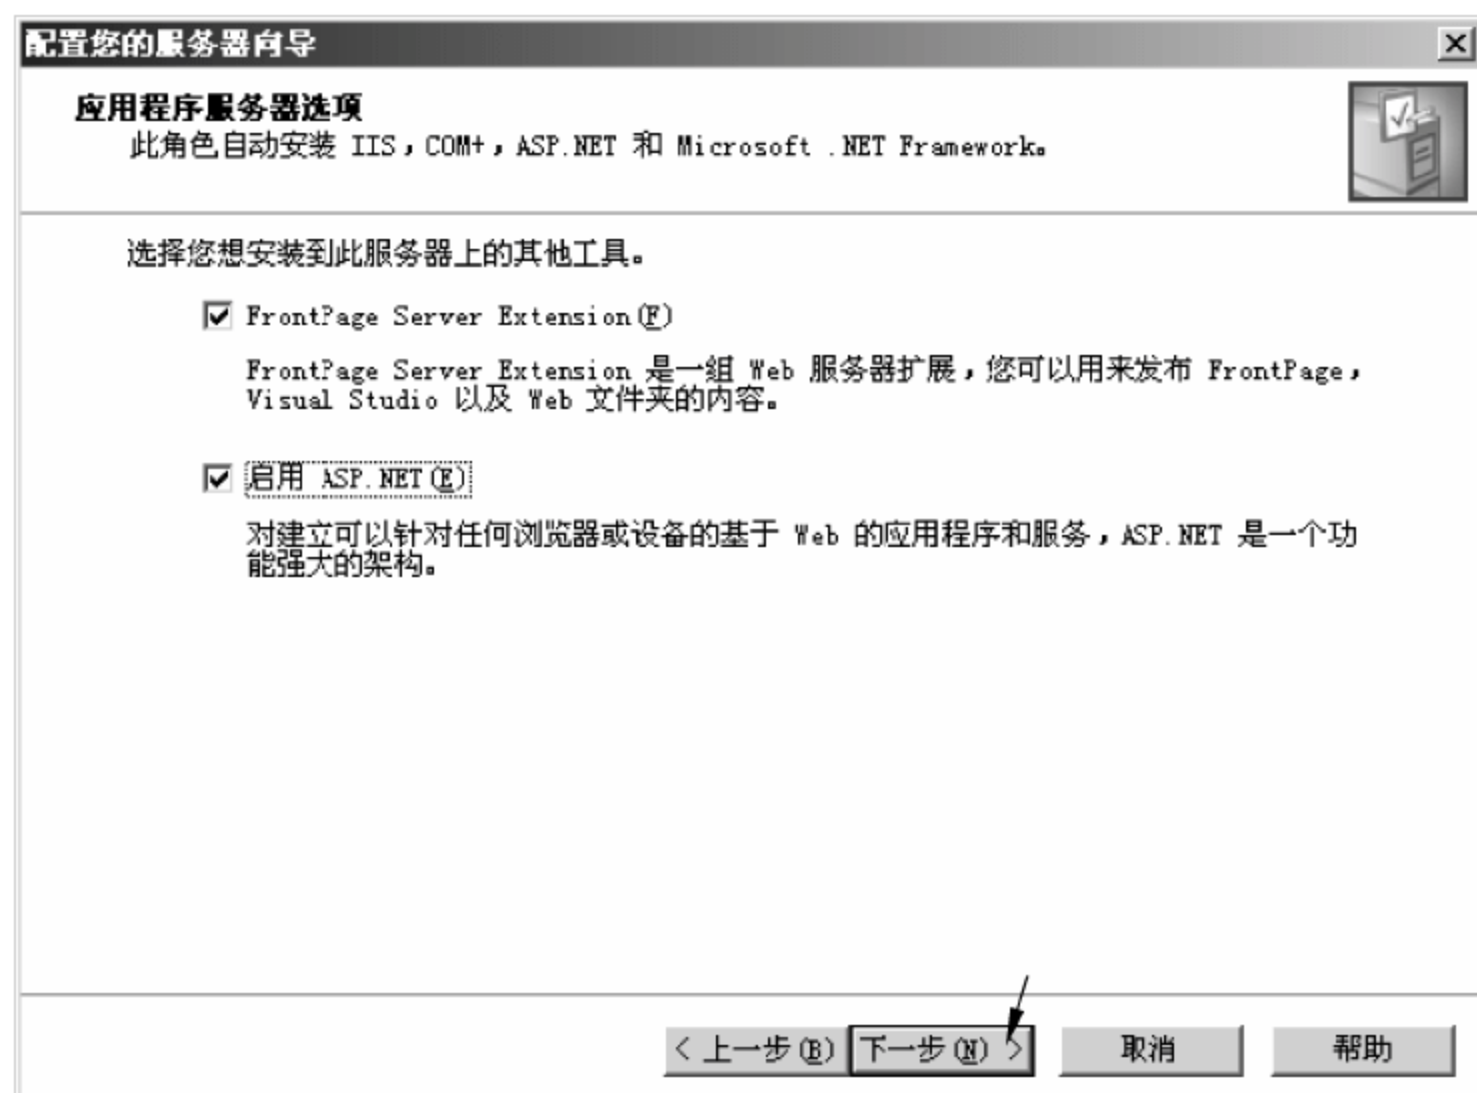 配置您的服务器向导
应用程序服务器选项
此角色自动安装 IIS，COM+，ASP.NET 和 Microsoft .NET Framework。
选择您想安装到此服务器上的其他工具。
FrontPage Server Extension(F)
FrontPage Server Extension 是一组 Web 服务器扩展，您可以用来发布 FrontPage，
Visual Studio 以及 Web 文件夹的内容。
启用 ASP.NET(E)
对建立可以针对任何浏览器或设备的基于 Web 的应用程序和服务，ASP.NET 是一个功
能强大的架构。
< 上一步(B) 下一步(N) > 取消 帮助